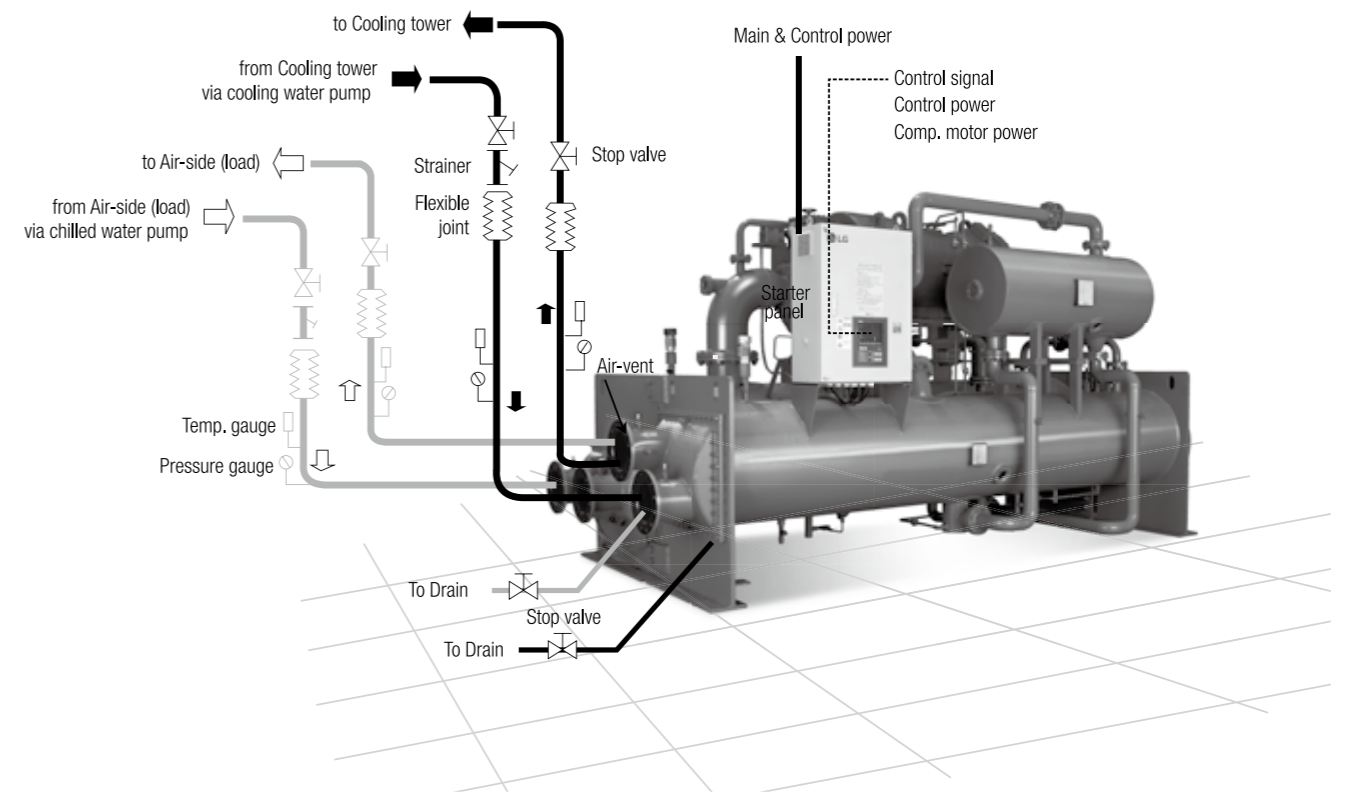 to Cooling tower
from Cooling tower
via cooling water pump
Main & Control power
Control signal
Control power
Comp. motor power
to Air-side (load)
Strainer
Stop valve
from Air-side (load)
via chilled water pump
Flexible
joint
LG
Starter
panel
Air-vent
Temp. gauge
Pressure gauge
To Drain
Stop valve
To Drain